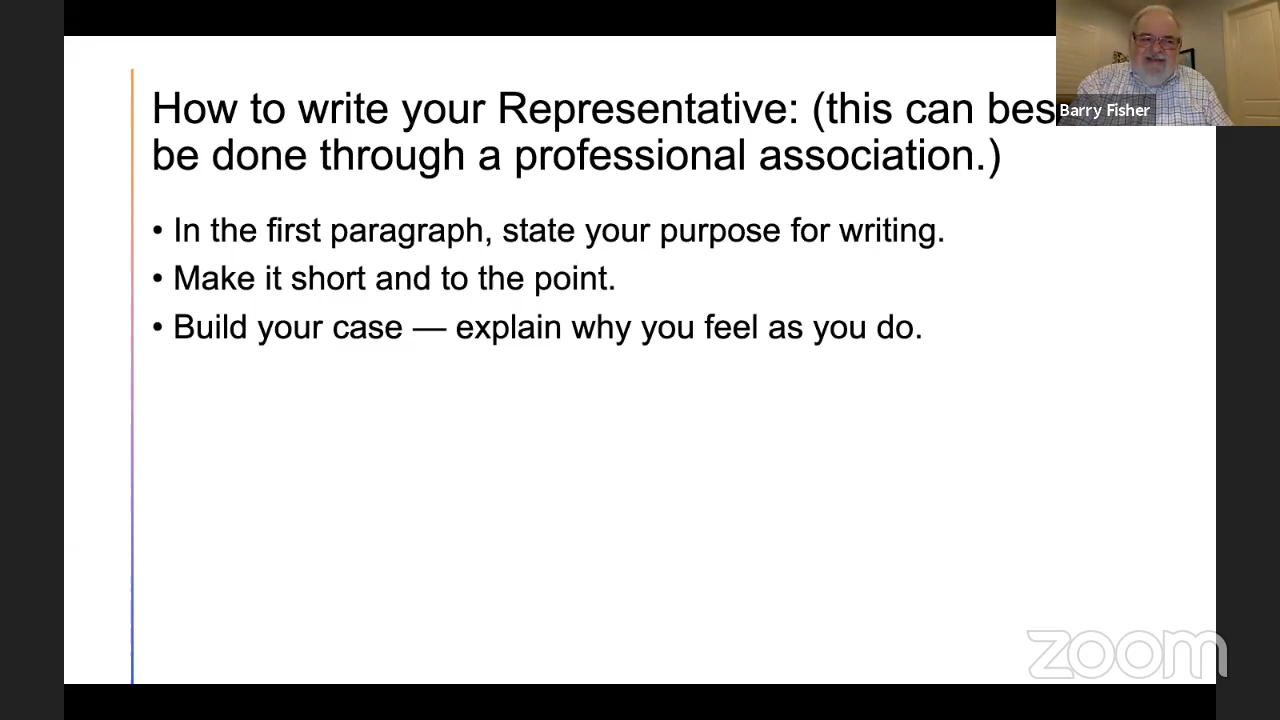 How to write your Representative: (this can bes
be done through a professional association.)
• In the first paragraph, state your purpose for writing.
• Make it short and to the point.
• Build your case — explain why you feel as you do.
Barry Fisher
zoom